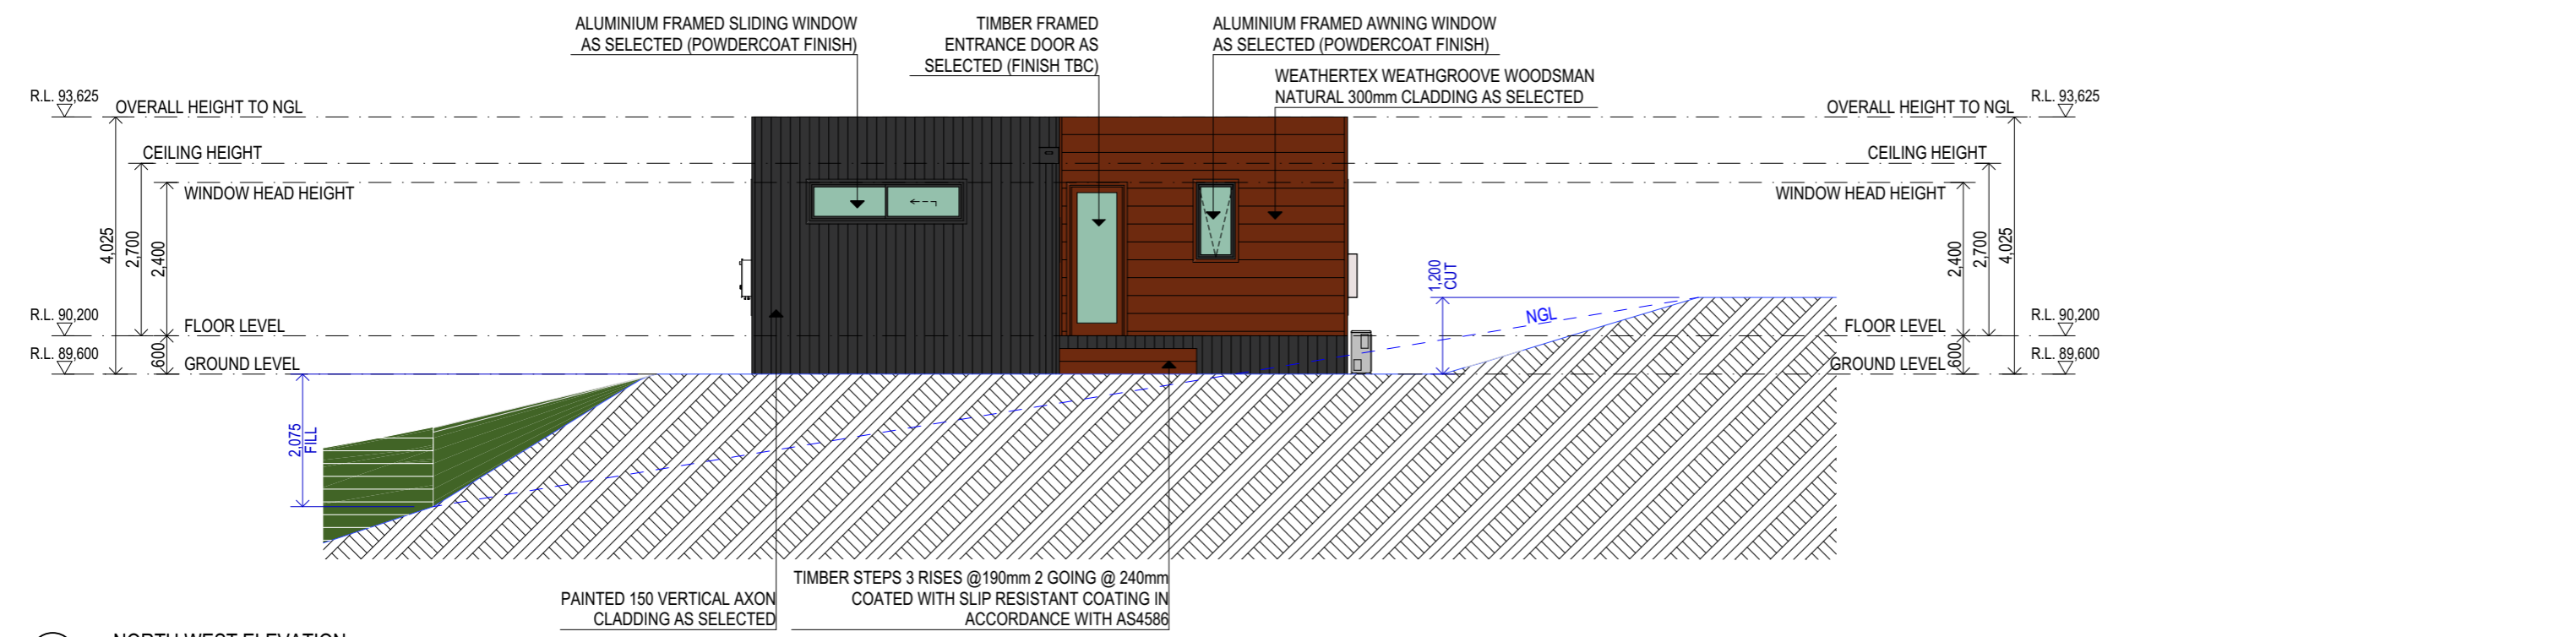 ALUMINIUM FRAMED SLIDING WINDOW
AS SELECTED (POWDERCOAT FINISH)
TIMBER FRAMED
ENTRANCE DOOR AS
SELECTED (FINISH TBC)
ALUMINIUM FRAMED AWNING WINDOW
AS SELECTED (POWDERCOAT FINISH)
WEATHERTEX WEATHGROOVE WOODSMAN
NATURAL 300mm CLADDING AS SELECTED
R.L. 93,625
OVERALL HEIGHT TO NGL
CEILING HEIGHT
WINDOW HEAD HEIGHT
4,025
2,700
2,400
R.L. 90,200
FLOOR LEVEL
600
R.L. 89,600
GROUND LEVEL
2,075
FILL
OVERALL HEIGHT TO NGL
R.L. 93,625
CEILING HEIGHT
WINDOW HEAD HEIGHT
2,400
2,700
4,025
1,200
CUT
NGL
FLOOR LEVEL
R.L. 90,200
600
GROUND LEVEL
R.L. 89,600
PAINTED 150 VERTICAL AXON
CLADDING AS SELECTED
TIMBER STEPS 3 RISES @190mm 2 GOING @ 240mm
COATED WITH SLIP RESISTANT COATING IN
ACCORDANCE WITH AS4586
NORTH WEST ELEVATION